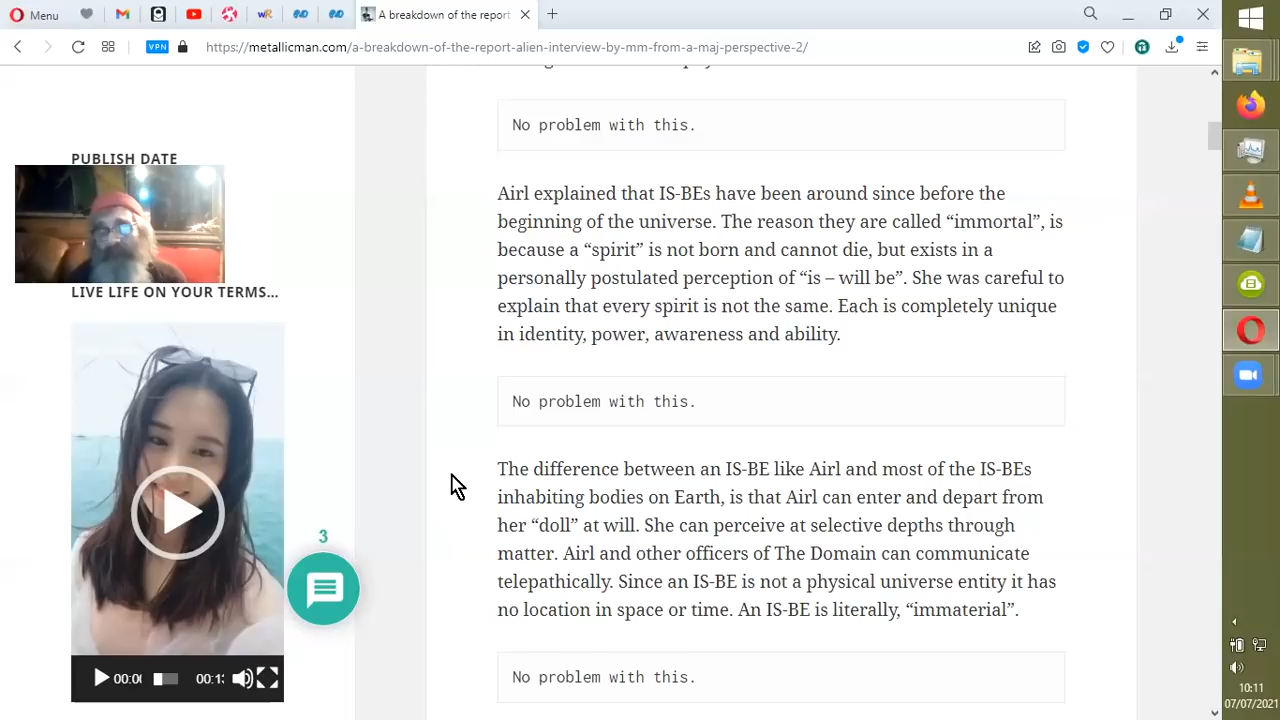 Menu
A breakdown of the report
https://metallicman.com/a-breakdown-of-the-report-alien-interview-by-mm-from-a-maj-perspective-2/
VPN
PUBLISH DATE
LIVE LIFE ON YOUR TERMS...
3
00:00
00:13
No problem with this.
Airl explained that IS-BEs have been around since before the
beginning of the universe. The reason they are called “immortal”, is
because a “spirit” is not born and cannot die, but exists in a
personally postulated perception of “is – will be”. She was careful to
explain that every spirit is not the same. Each is completely unique
in identity, power, awareness and ability.
No problem with this.
The difference between an IS-BE like Airl and most of the IS-BEs
inhabiting bodies on Earth, is that Airl can enter and depart from
her “doll” at will. She can perceive at selective depths through
matter. Airl and other officers of The Domain can communicate
telepathically. Since an IS-BE is not a physical universe entity it has
no location in space or time. An IS-BE is literally, “immaterial”.
No problem with this.
10:11
07/07/2021